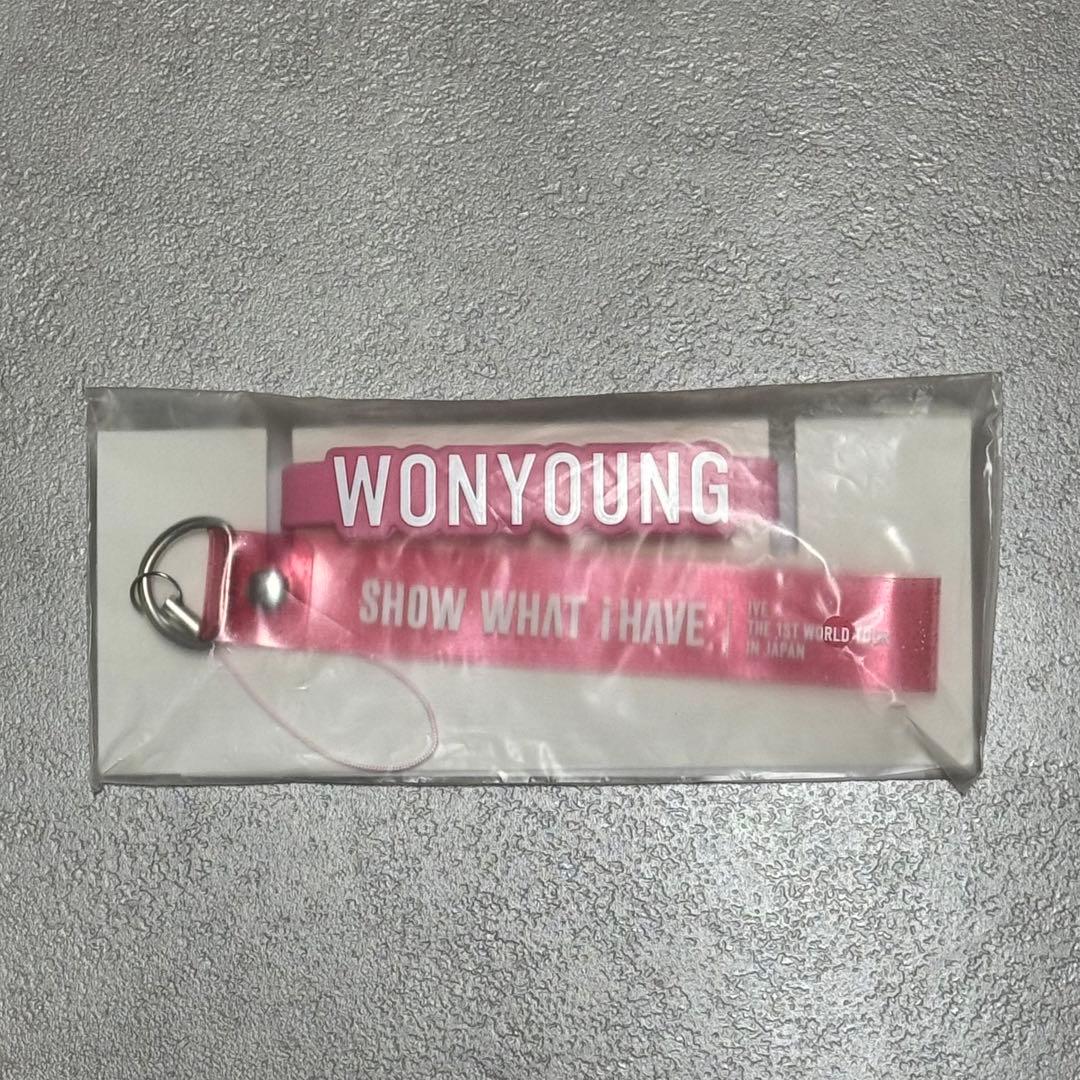 WONYOUNG
SHOW WHAT i HAVE
IVE
THE 1ST WORLD TOUR
IN JAPAN